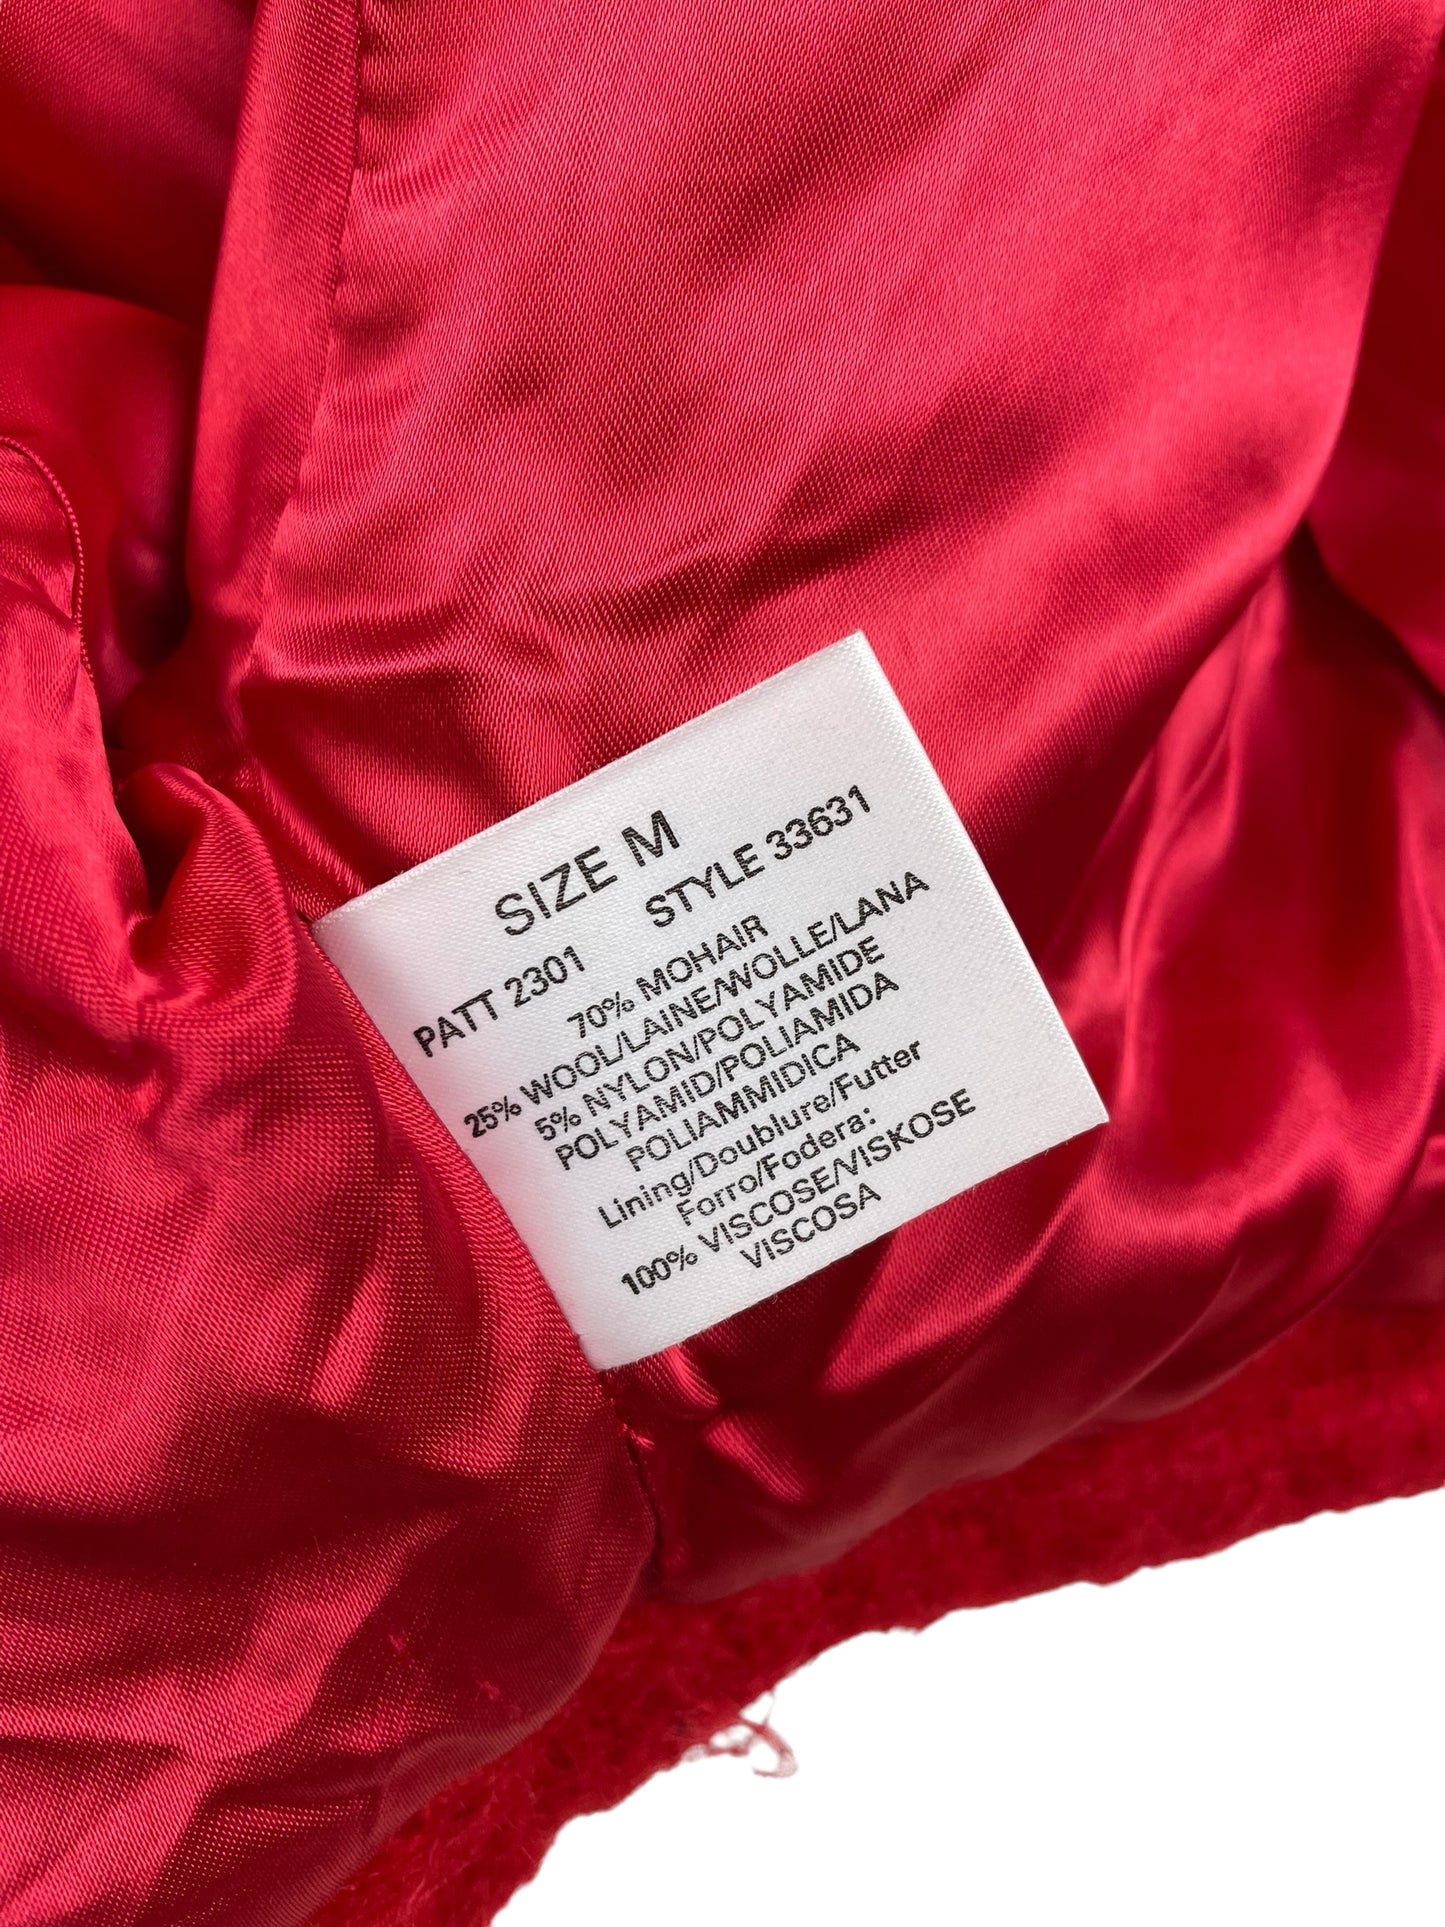 SIZE M
PATT 2301 STYLE 33631
70% MOHAIR
25% WOOL/LAINE/WOLLE/LANA
5% NYLON/POLYAMIDE
POLYAMID/POLIAMIDA
POLIAMMIDICA
Lining/Doublure/Futter
Forro/Fodera:
100% VISCOSE/VISKOSE
VISCOSA